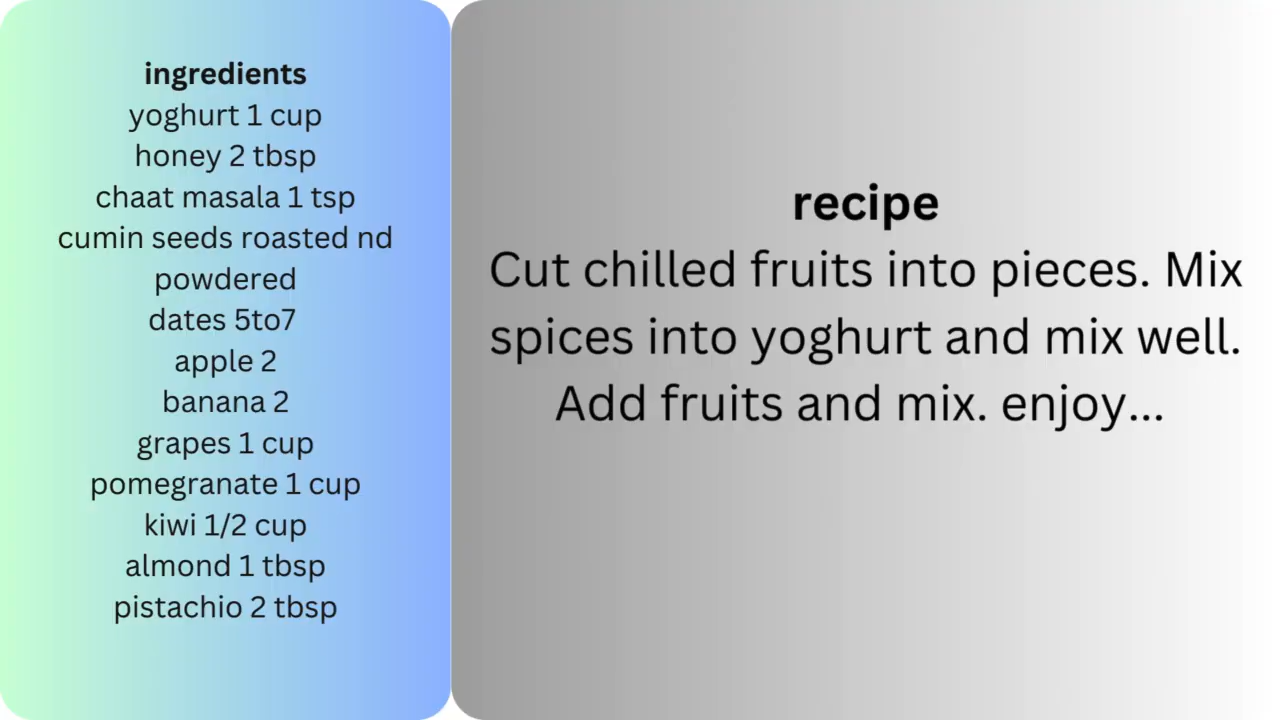 ingredients
yoghurt 1 cup
honey 2 tbsp
chaat masala 1 tsp
cumin seeds roasted nd
powdered
dates 5to7
apple 2
banana 2
grapes 1 cup
pomegranate 1 cup
kiwi 1/2 cup
almond 1 tbsp
pistachio 2 tbsp
recipe
Cut chilled fruits into pieces. Mix
spices into yoghurt and mix well.
Add fruits and mix. enjoy...